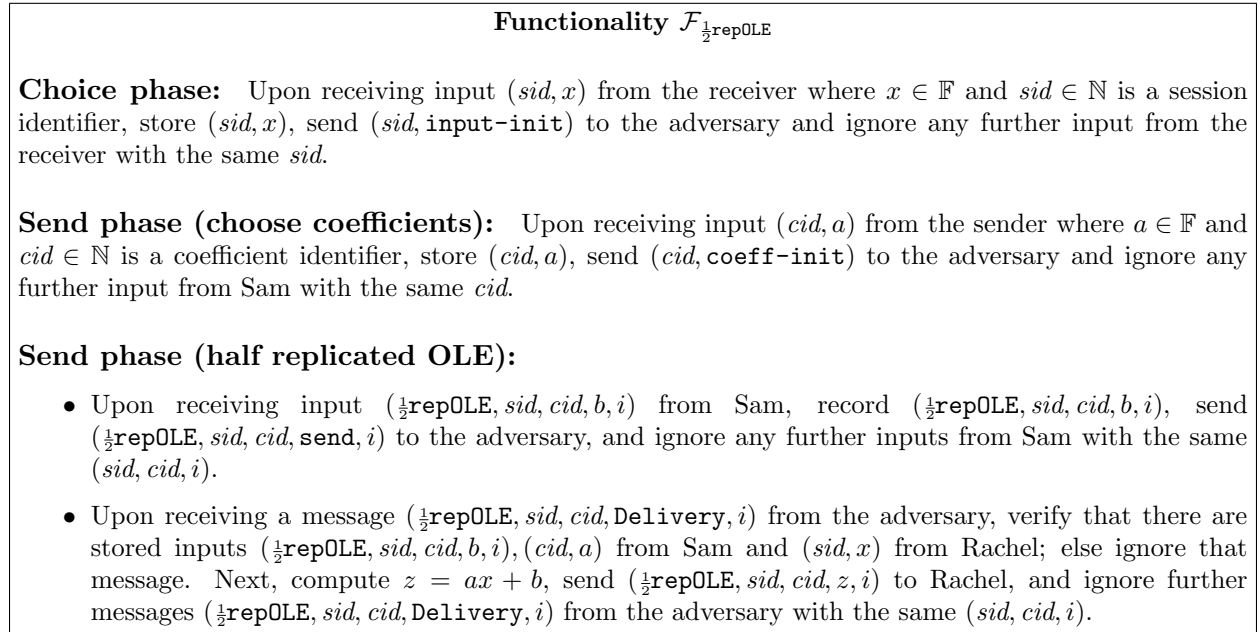 Functionality $\mathcal{F}_{\frac{1}{2}\texttt{repOLE}}$
Choice phase: Upon receiving input (sid, x) from the receiver where x ∈ 𝔽 and sid ∈ ℕ is a session
identifier, store (sid, x), send (sid, input-init) to the adversary and ignore any further input from the
receiver with the same sid.
Send phase (choose coefficients): Upon receiving input (cid, a) from the sender where a ∈ 𝔽 and
cid ∈ ℕ is a coefficient identifier, store (cid, a), send (cid, coeff-init) to the adversary and ignore any
further input from Sam with the same cid.
Send phase (half replicated OLE):
• Upon receiving input (½repOLE, sid, cid, b, i) from Sam, record (½repOLE, sid, cid, b, i), send
(½repOLE, sid, cid, send, i) to the adversary, and ignore any further inputs from Sam with the same
(sid, cid, i).
• Upon receiving a message (½repOLE, sid, cid, Delivery, i) from the adversary, verify that there are
stored inputs (½repOLE, sid, cid, b, i), (cid, a) from Sam and (sid, x) from Rachel; else ignore that
message. Next, compute z = ax + b, send (½repOLE, sid, cid, z, i) to Rachel, and ignore further
messages (½repOLE, sid, cid, Delivery, i) from the adversary with the same (sid, cid, i).